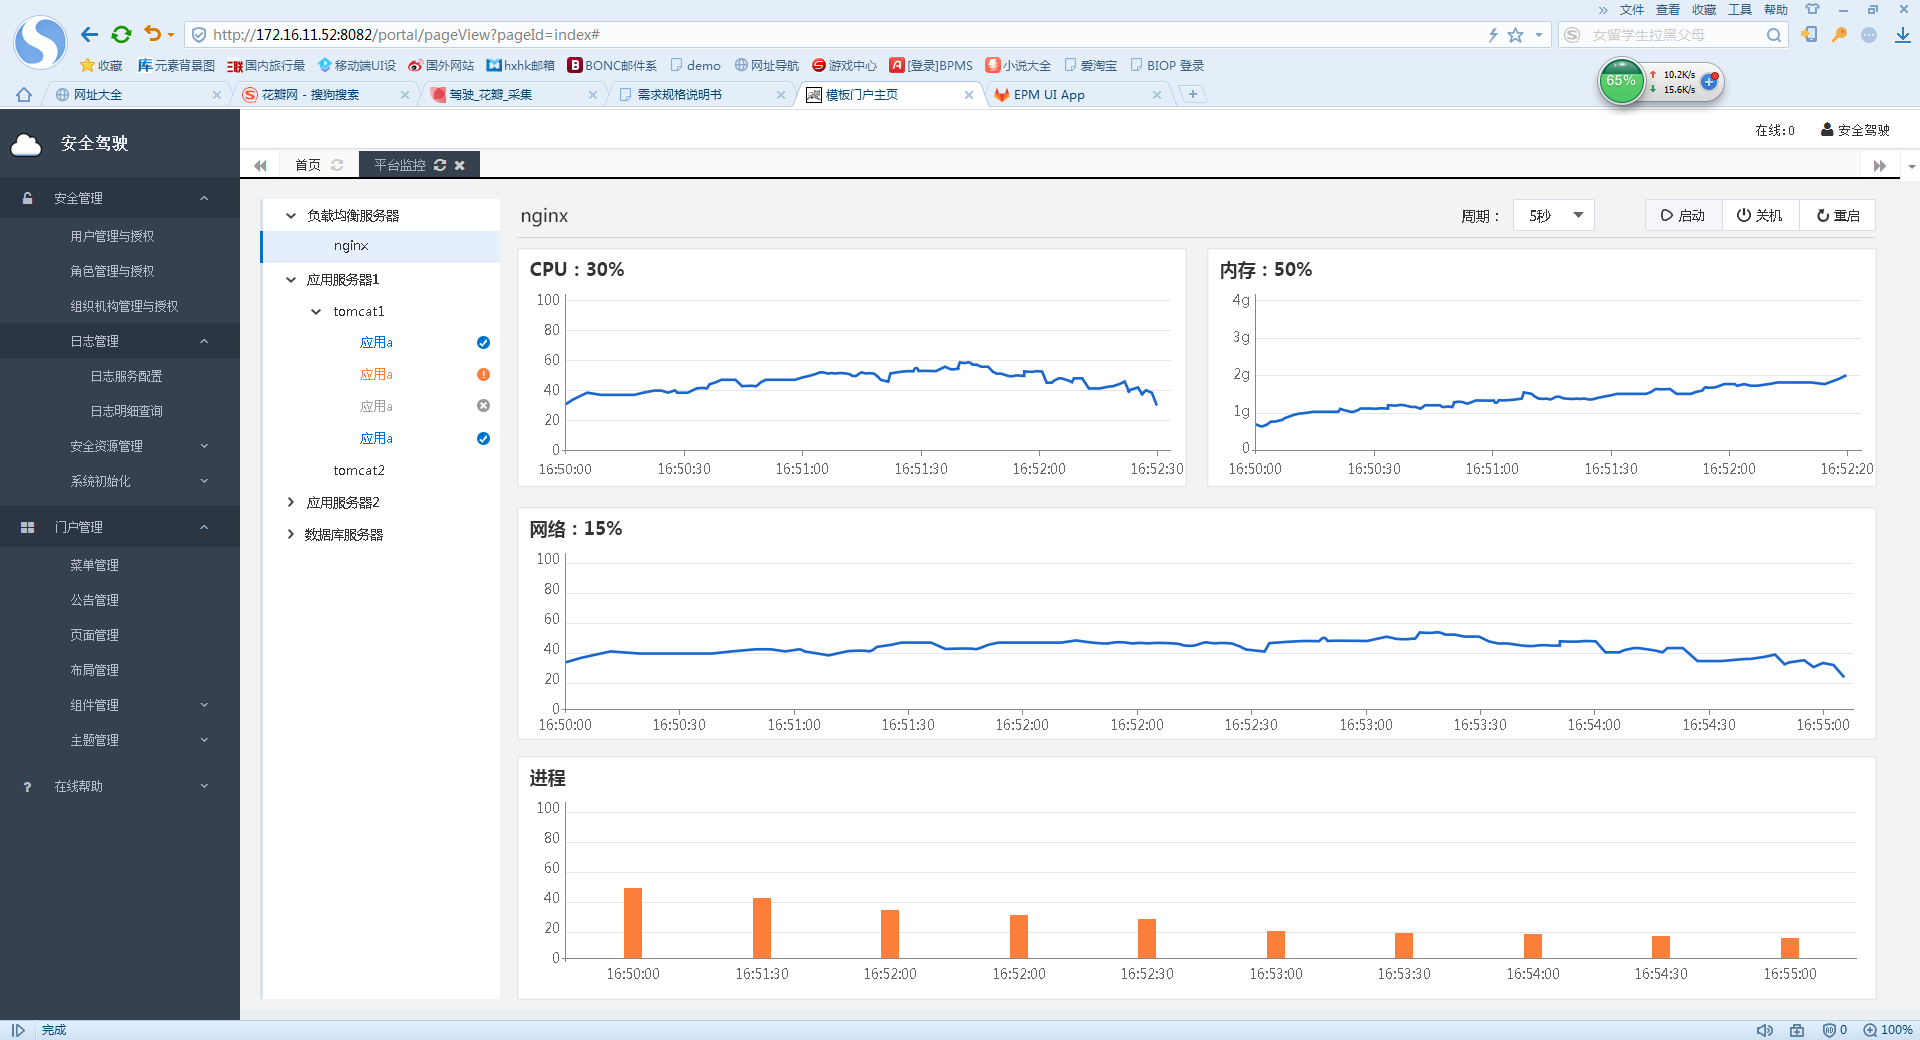 » 文件 查看 收藏 工具 帮助
http://172.16.11.52:8082/portal/pageView?pageId=index#
女留学生拉黑父母
收藏 元素背景图 国内旅行最 移动端UI设 国外网站 hxhk邮箱 BONC邮件系 demo 网址导航 游戏中心 [登录]BPMS 小说大全 爱淘宝 BIOP 登录
65% 10.2K/s
15.6K/s
网址大全 花瓣网 - 搜狗搜索 驾驶_花瓣_采集 需求规格说明书 模板门户主页 EPM UI App
安全驾驶
在线:0 安全驾驶
首页 平台监控
安全管理
用户管理与授权
角色管理与授权
组织机构管理与授权
日志管理
日志服务配置
日志明细查询
安全资源管理
系统初始化
门户管理
菜单管理
公告管理
页面管理
布局管理
组件管理
主题管理
? 在线帮助
负载均衡服务器
nginx
应用服务器1
tomcat1
应用a
应用a
应用a
应用a
tomcat2
应用服务器2
数据库服务器
nginx
周期： 5秒 启动 关机 重启
CPU：30%
100
80
60
40
20
0
16:50:00 16:50:30 16:51:00 16:51:30 16:52:00 16:52:30
内存：50%
4g
3g
2g
1g
0
16:50:00 16:50:30 16:51:00 16:51:30 16:52:00 16:52:20
网络：15%
100
80
60
40
20
0
16:50:00 16:50:30 16:51:00 16:51:30 16:52:00 16:52:00 16:52:30 16:53:00 16:53:30 16:54:00 16:54:30 16:55:00
进程
100
80
60
40
20
0
16:50:00 16:51:30 16:52:00 16:52:00 16:52:30 16:53:00 16:53:30 16:54:00 16:54:30 16:55:00
完成
0 100%